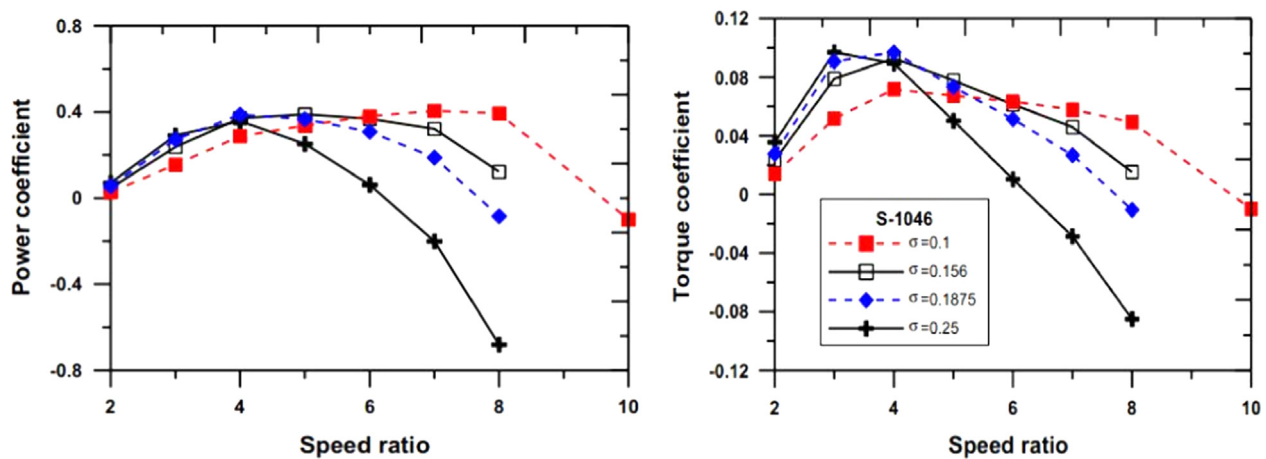 Power coefficient
0.8
0.4
0
-0.4
-0.8
2 4 6 8 10
Speed ratio
Torque coefficient
0.12
0.08
0.04
0
-0.04
-0.08
-0.12
S-1046
σ=0.1
σ=0.156
σ=0.1875
σ=0.25
2 4 6 8 10
Speed ratio